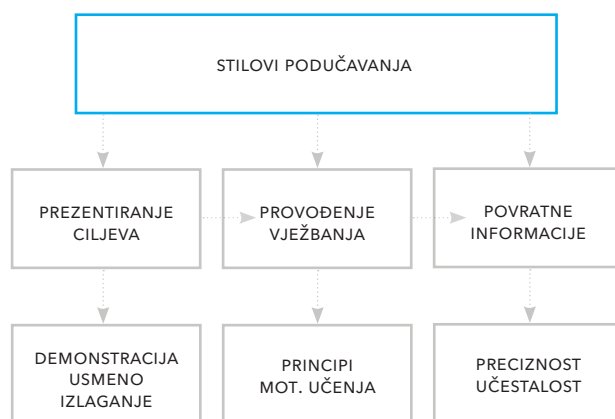 STILOVI PODUČAVANJA
PREZENTIRANJE
CILJEVA
PROVOĐENJE
VJEŽBANJA
POVRATNE
INFORMACIJE
DEMONSTRACIJA
USMENO
IZLAGANJE
PRINCIPI
MOT. UČENJA
PRECIZNOST
UČESTALOST